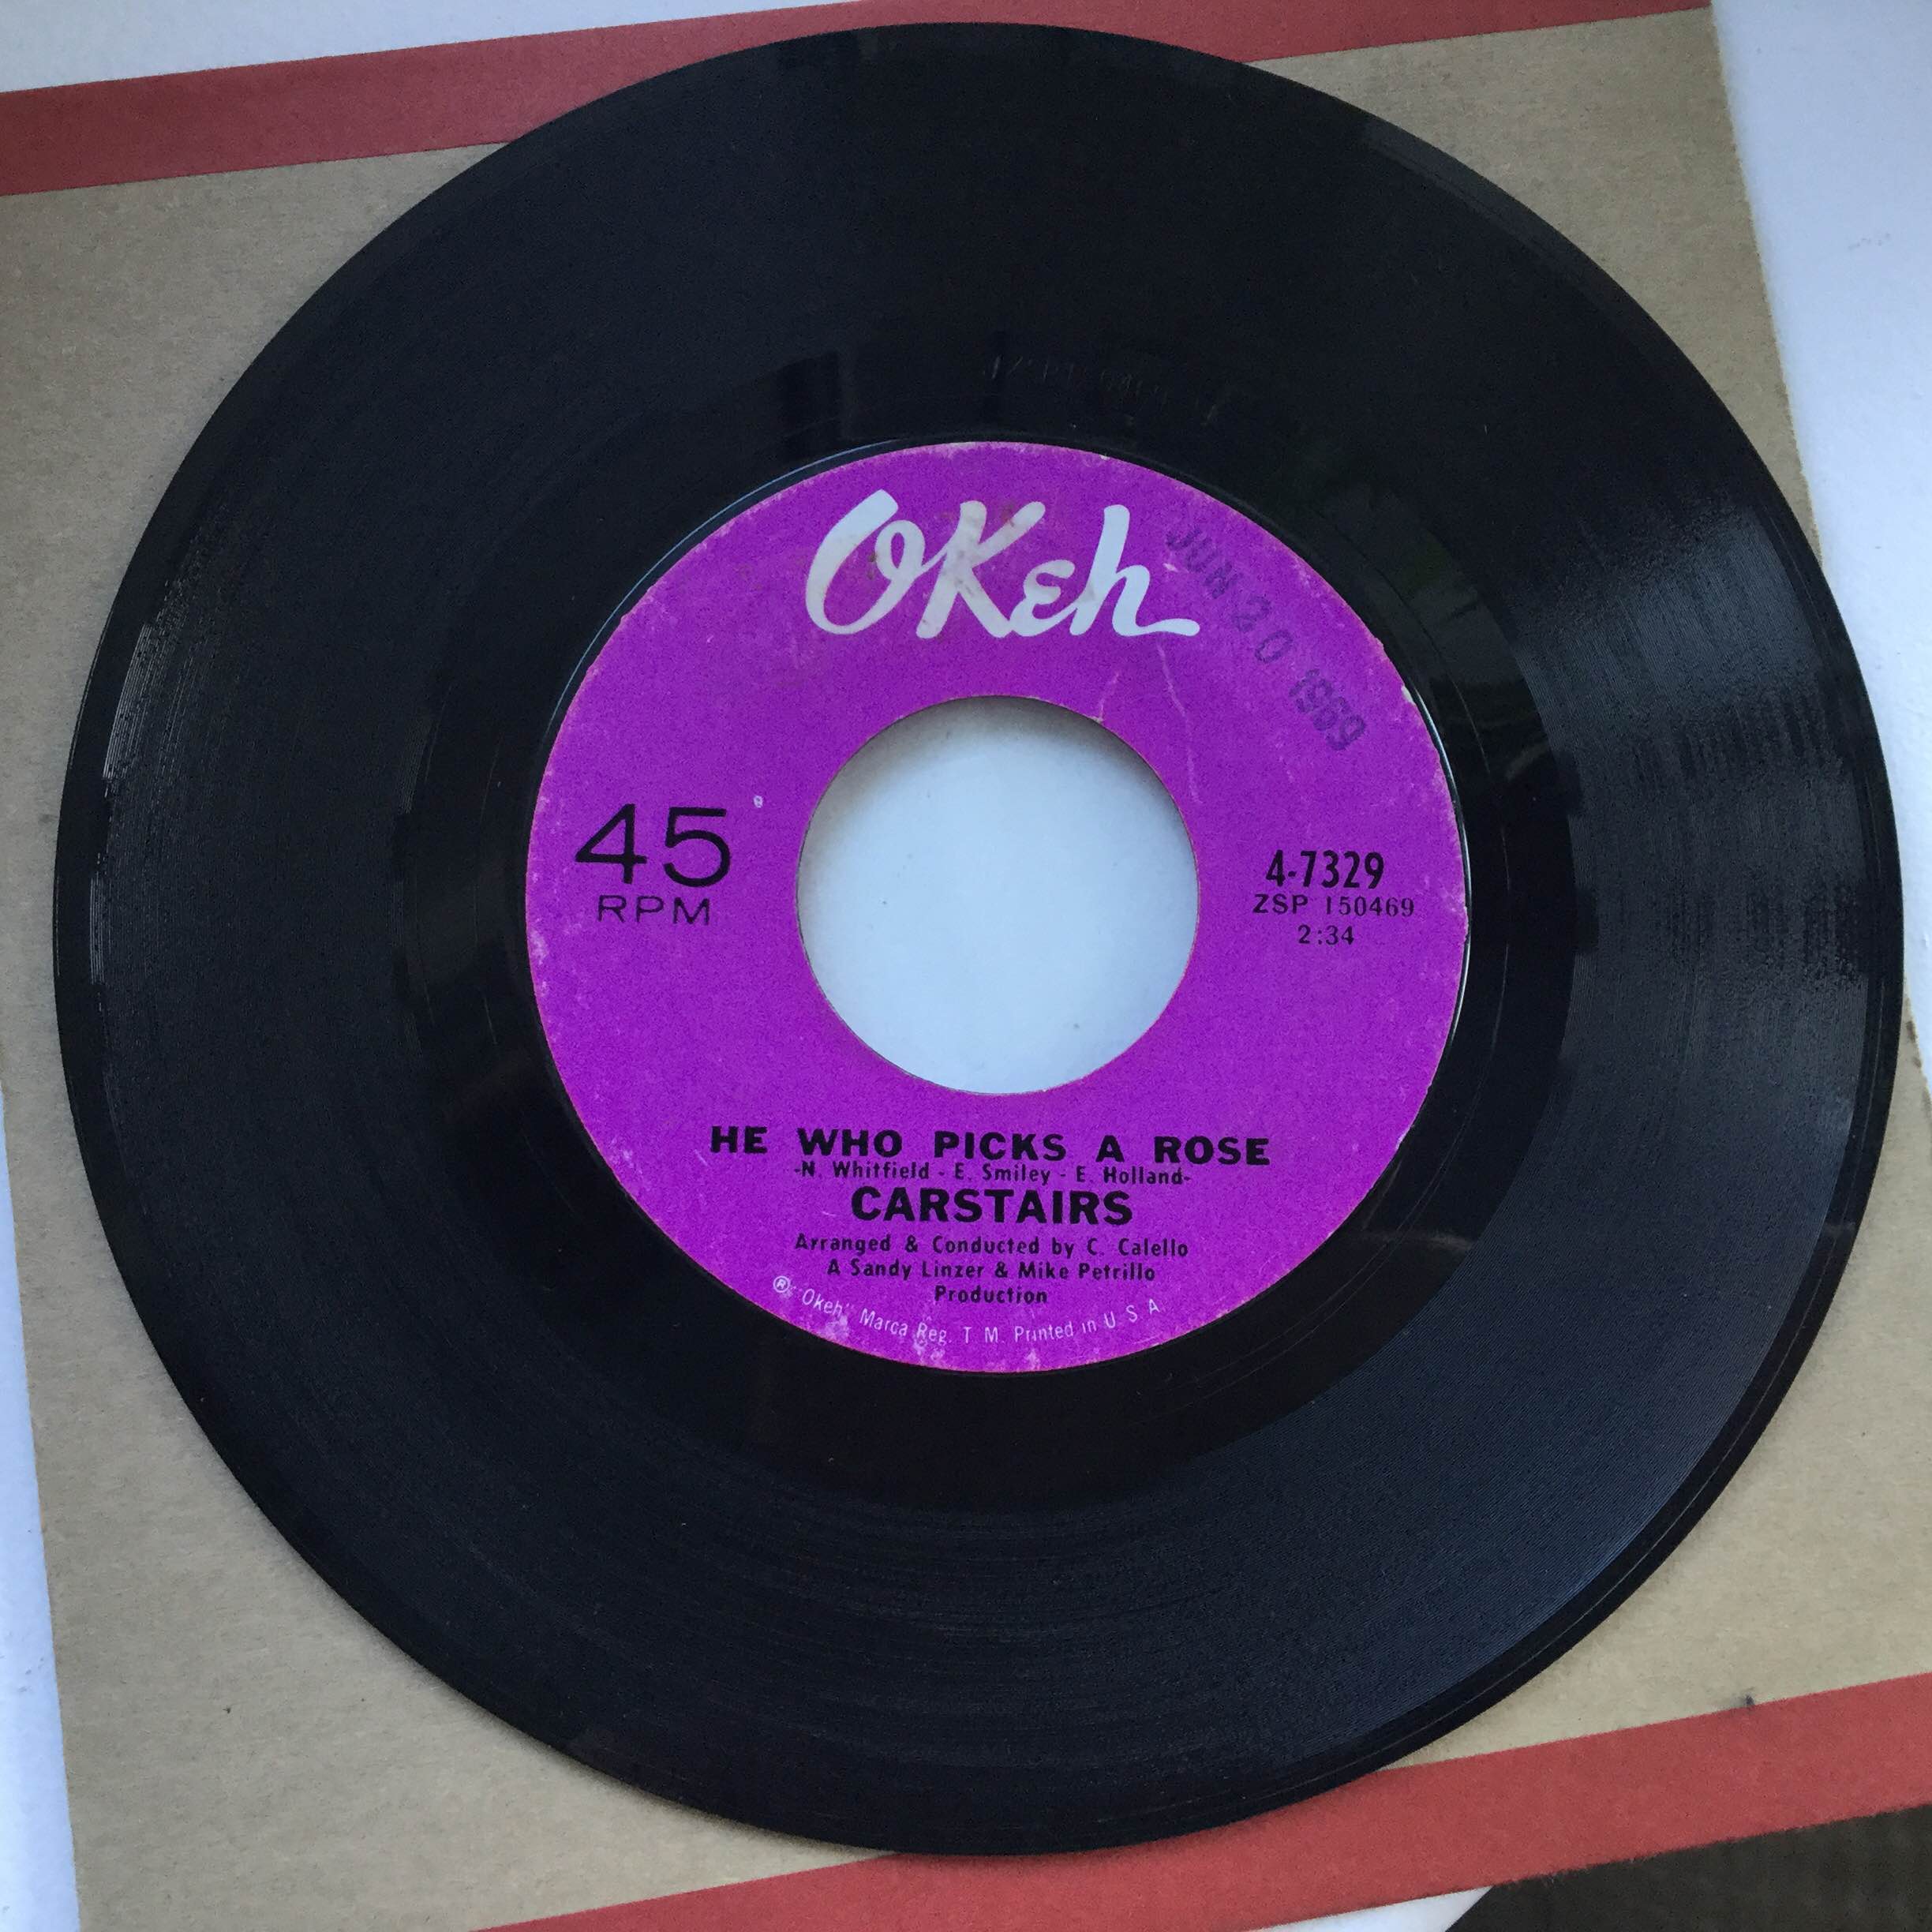 OKeh
JUN 20 1969
45
RPM
4-7329
ZSP 150469
2:34
HE WHO PICKS A ROSE
-N. Whitfield - E. Smiley - E. Holland-
CARSTAIRS
Arranged & Conducted by C. Calello
A Sandy Linzer & Mike Petrillo
Production
® "Okeh" Marca Reg. T M. Printed in U S A